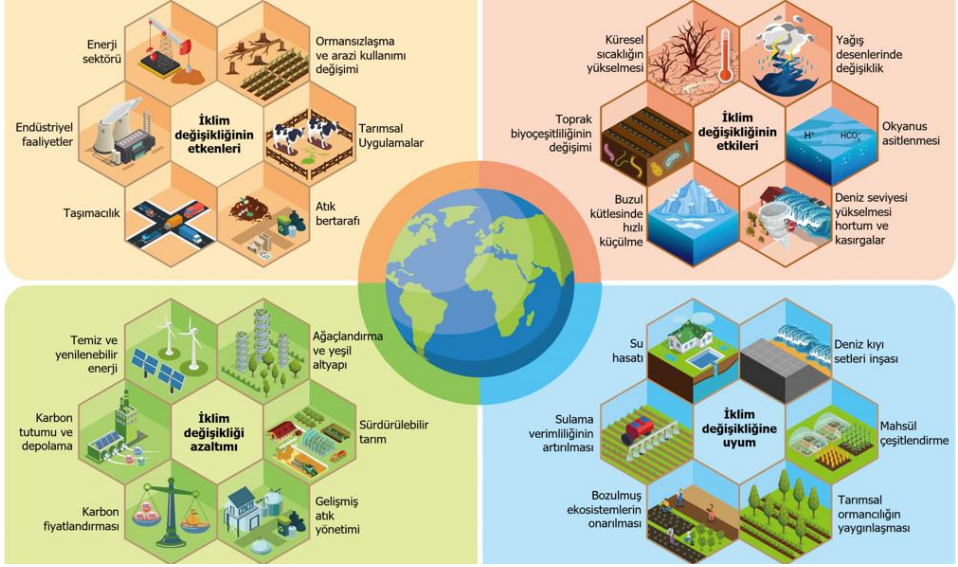 Enerji
sektörü
Ormansızlaşma
ve arazi kullanımı
değişimi
Endüstriyel
faaliyetler
İklim
değişikliğinin
etkenleri
Tarımsal
Uygulamalar
Taşımacılık
Atık
bertarafı
Küresel
sıcaklığın
yükselmesi
Yağış
desenlerinde
değişiklik
Toprak
biyoçeşitliliğinin
değişimi
İklim
değişikliğinin
etkileri
H⁺
HCO₃
Okyanus
asitlenmesi
Buzul
kütlesinde
hızlı
küçülme
Deniz seviyesi
yükselmesi
hortum ve
kasırgalar
Temiz ve
yenilenebilir
enerji
Ağaçlandırma
ve yeşil
altyapı
Karbon
tutumu ve
depolama
İklim
değişikliği
azaltımı
Sürdürülebilir
tarım
Karbon
fiyatlandırması
Gelişmiş
atık
yönetimi
Su
hasatı
Deniz kıyı
setleri inşası
Sulama
verimliliğinin
artırılması
İklim
değişikliğine
uyum
Mahsül
çeşitlendirme
Bozulmuş
ekosistemlerin
onarılması
Tarımsal
ormancılığın
yaygınlaşması